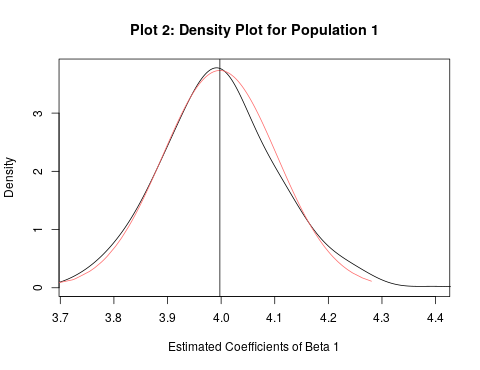 Plot 2: Density Plot for Population 1
Density
3
2
1
0
3.7 3.8 3.9 4.0 4.1 4.2 4.3 4.4
Estimated Coefficients of Beta 1